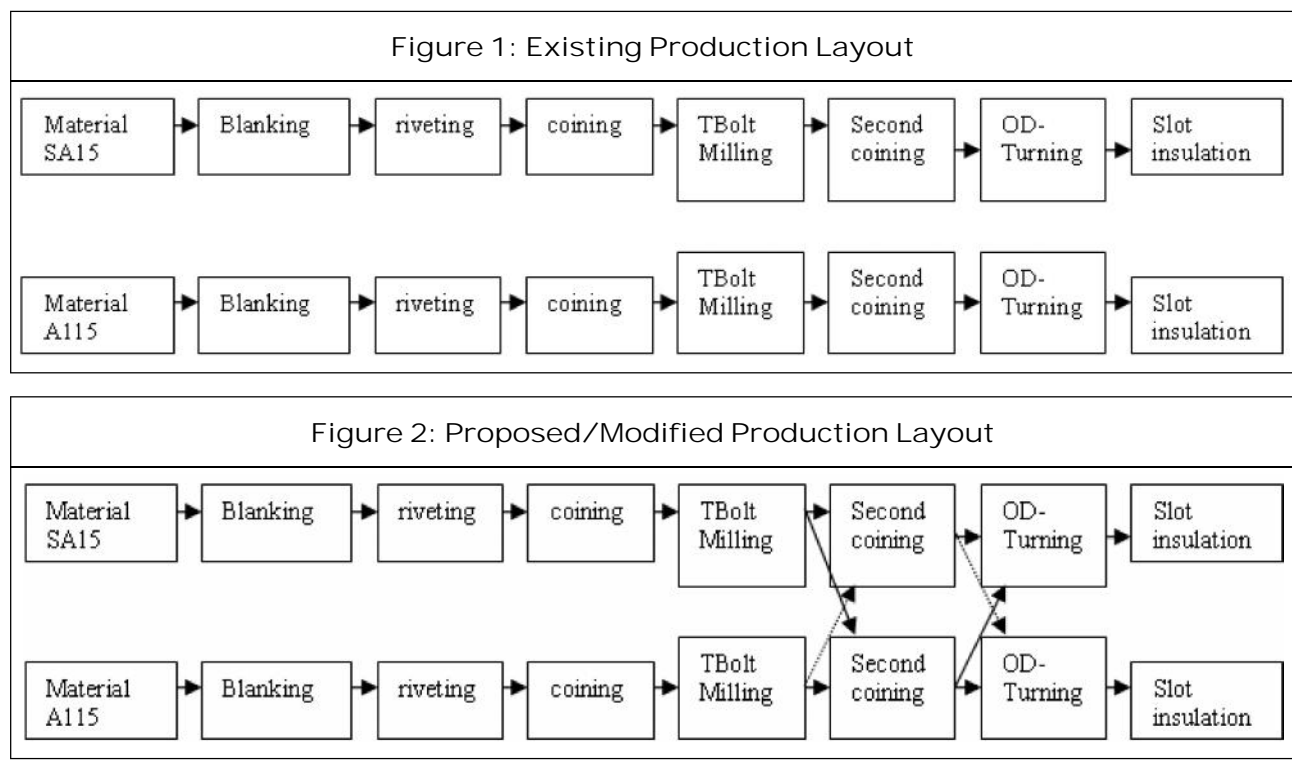 Figure 1: Existing Production Layout
Material
SA15
Blanking
riveting
coining
TBolt
Milling
Second
coining
OD-
Turning
Slot
insulation
Material
A115
Blanking
riveting
coining
TBolt
Milling
Second
coining
OD-
Turning
Slot
insulation
Figure 2: Proposed/Modified Production Layout
Material
SA15
Blanking
riveting
coining
TBolt
Milling
Second
coining
OD-
Turning
Slot
insulation
Material
A115
Blanking
riveting
coining
TBolt
Milling
Second
coining
OD-
Turning
Slot
insulation